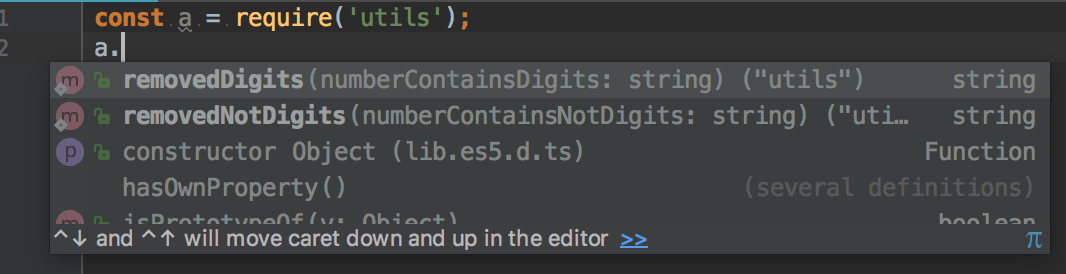 1 const a = require('utils');
2 a.
m removedDigits(numberContainsDigits: string) ("utils") string
m removedNotDigits(numberContainsNotDigits: string) ("uti… string
p constructor Object (lib.es5.d.ts) Function
hasOwnProperty() (several definitions)
m isPrototypeOf(v: Object) boolean
^↓ and ^↑ will move caret down and up in the editor >> π